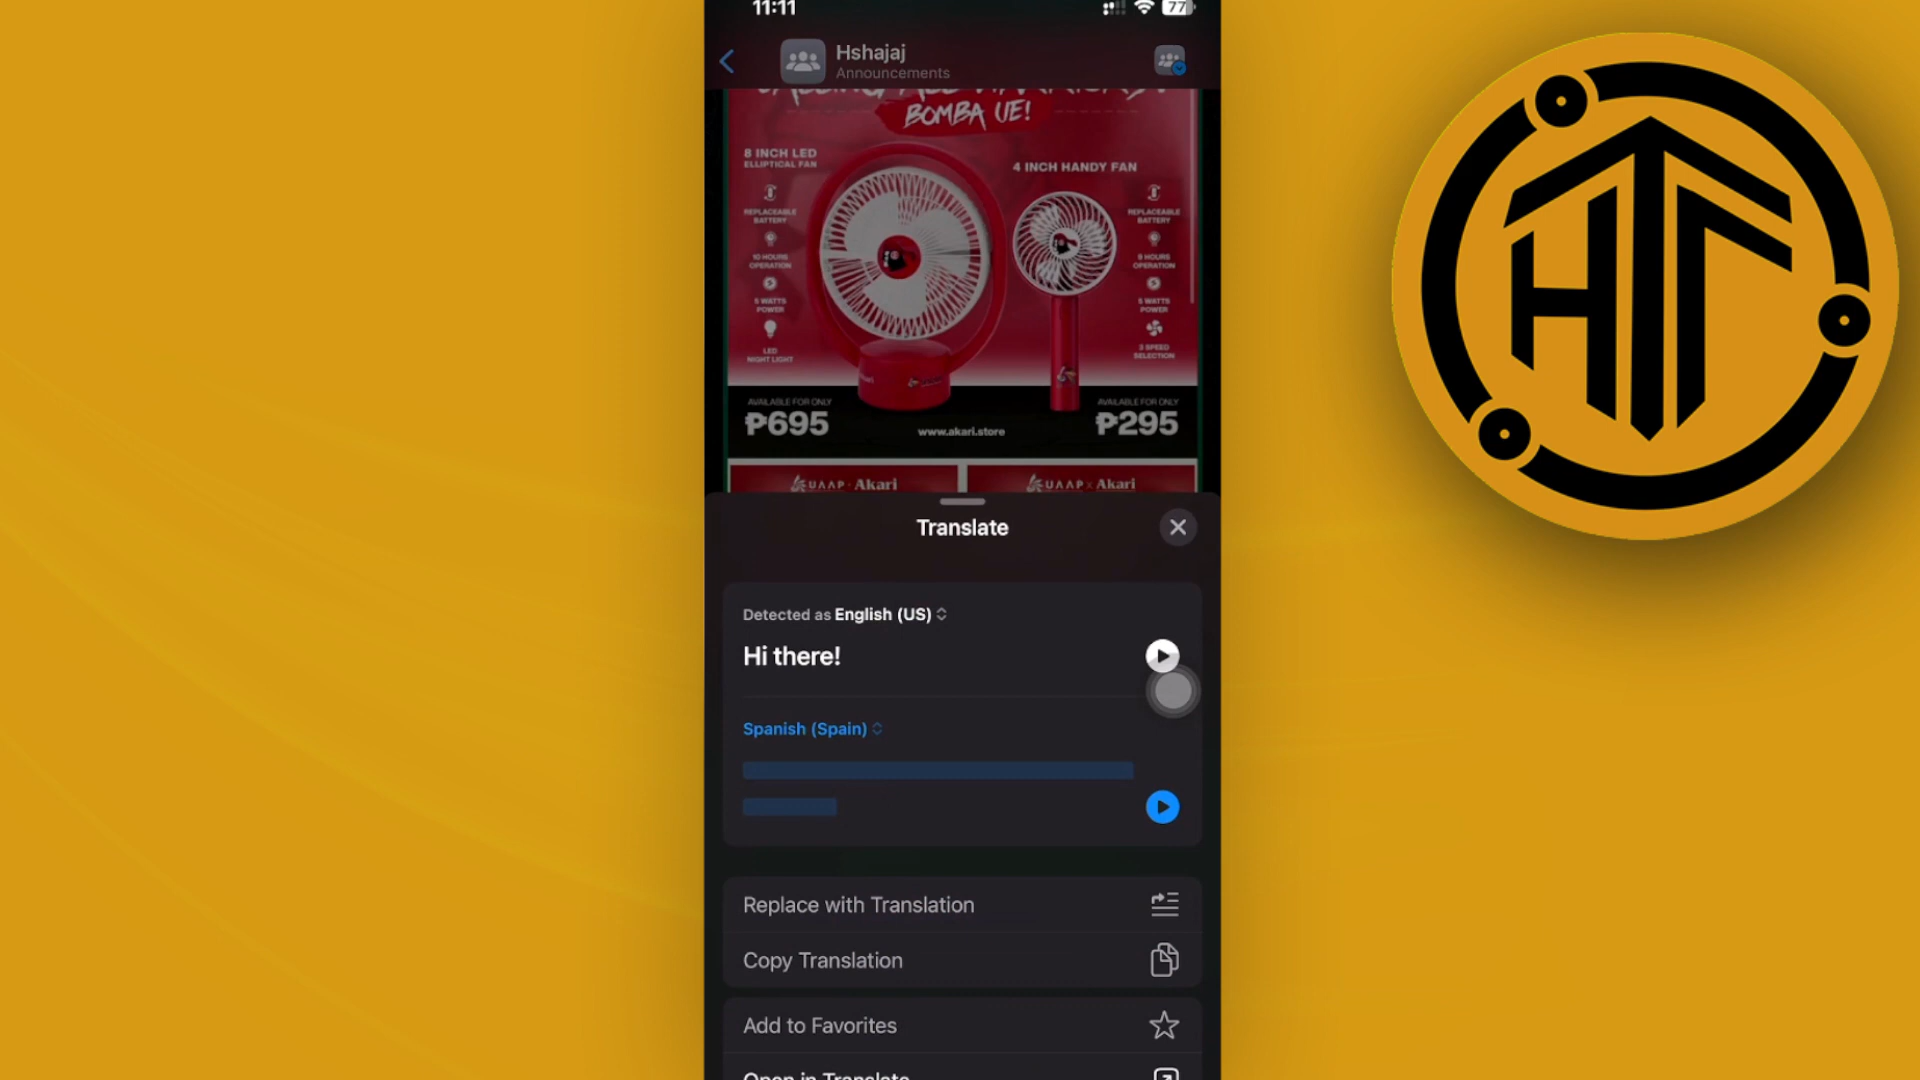 11:11
77
Hshajaj
Announcements
BOMBA UE!
8 INCH LED
ELLIPTICAL FAN
4 INCH HANDY FAN
REPLACEABLE
BATTERY
REPLACEABLE
BATTERY
10 HOURS
OPERATION
8 HOURS
OPERATION
5 WATTS
POWER
5 WATTS
POWER
LED
NIGHT LIGHT
3 SPEED
SELECTION
AVAILABLE FOR ONLY
₱695
www.akari.store
AVAILABLE FOR ONLY
₱295
UAAP × Akari
UAAP × Akari
Translate
Detected as English (US)
Hi there!
Spanish (Spain)
Replace with Translation
Copy Translation
Add to Favorites
Open in Translate
HTT